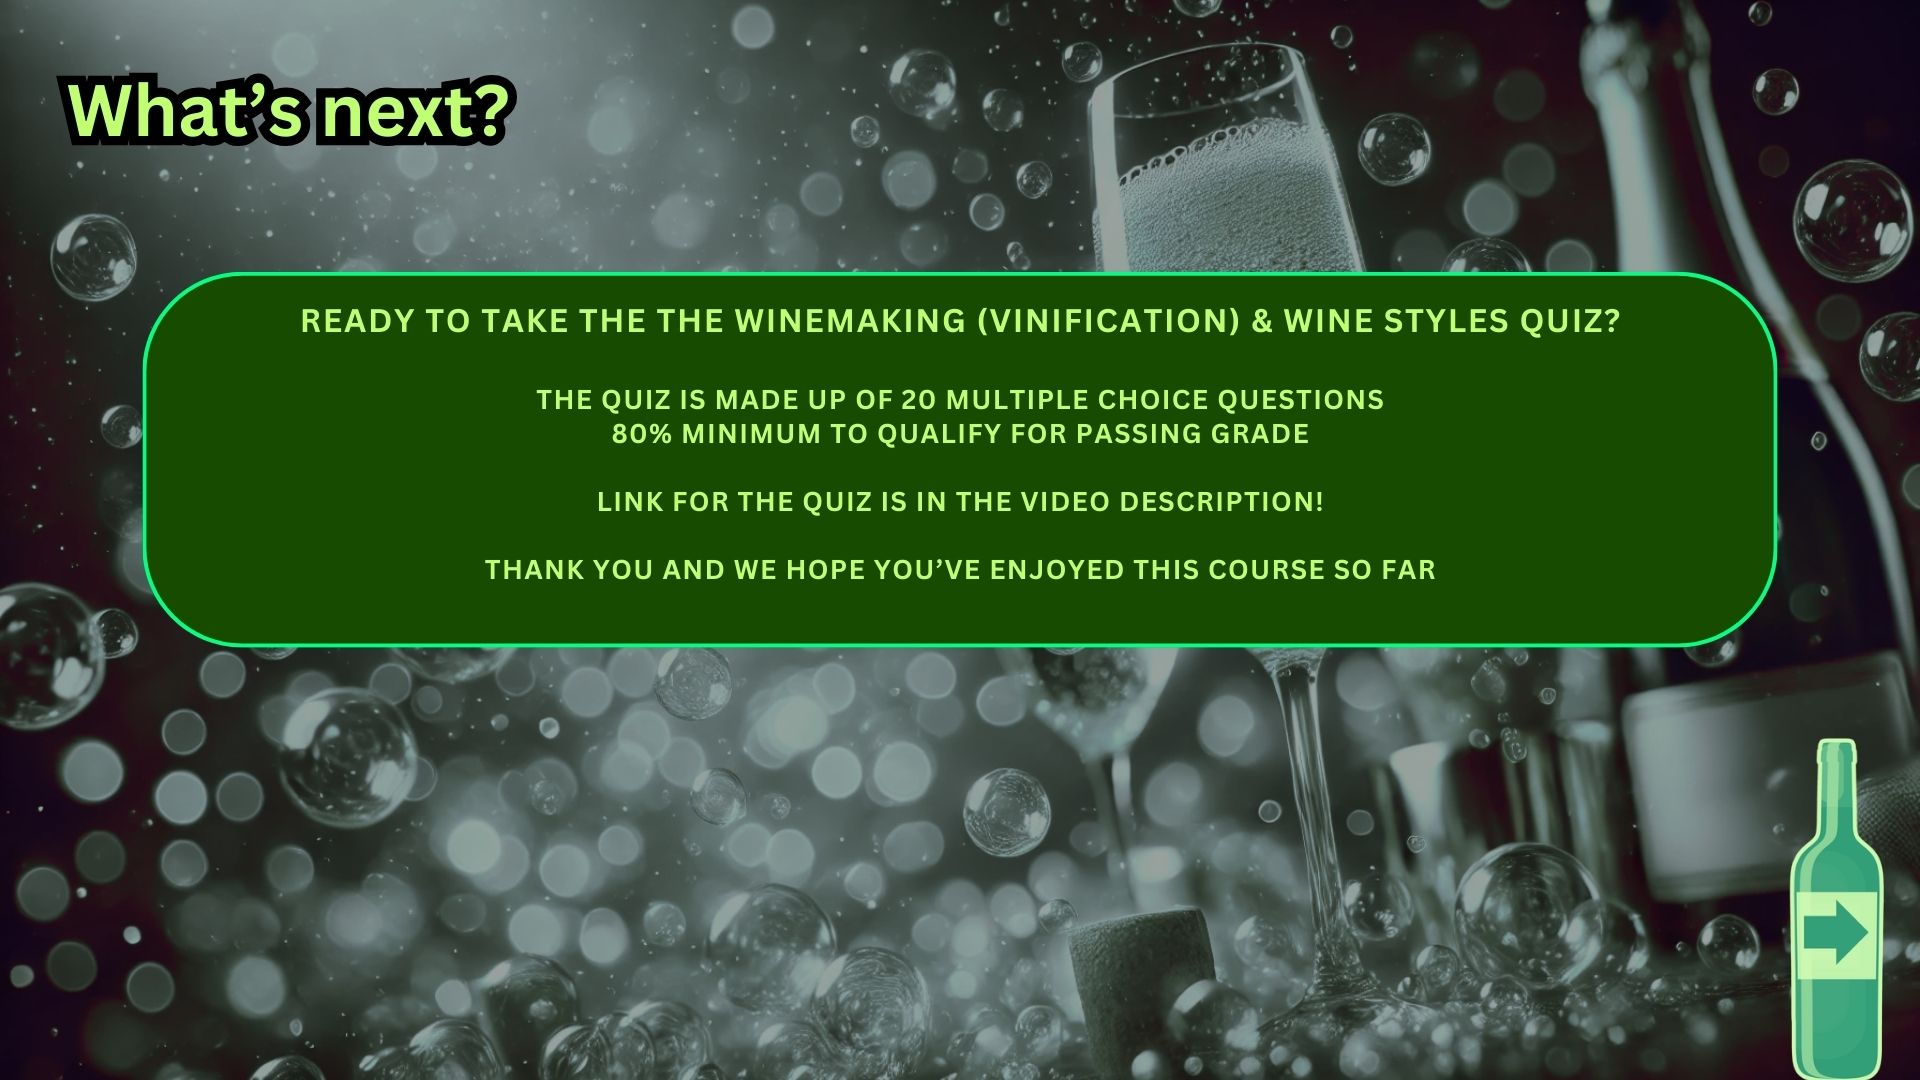 What’s next?
READY TO TAKE THE THE WINEMAKING (VINIFICATION) & WINE STYLES QUIZ?
THE QUIZ IS MADE UP OF 20 MULTIPLE CHOICE QUESTIONS
80% MINIMUM TO QUALIFY FOR PASSING GRADE
LINK FOR THE QUIZ IS IN THE VIDEO DESCRIPTION!
THANK YOU AND WE HOPE YOU’VE ENJOYED THIS COURSE SO FAR